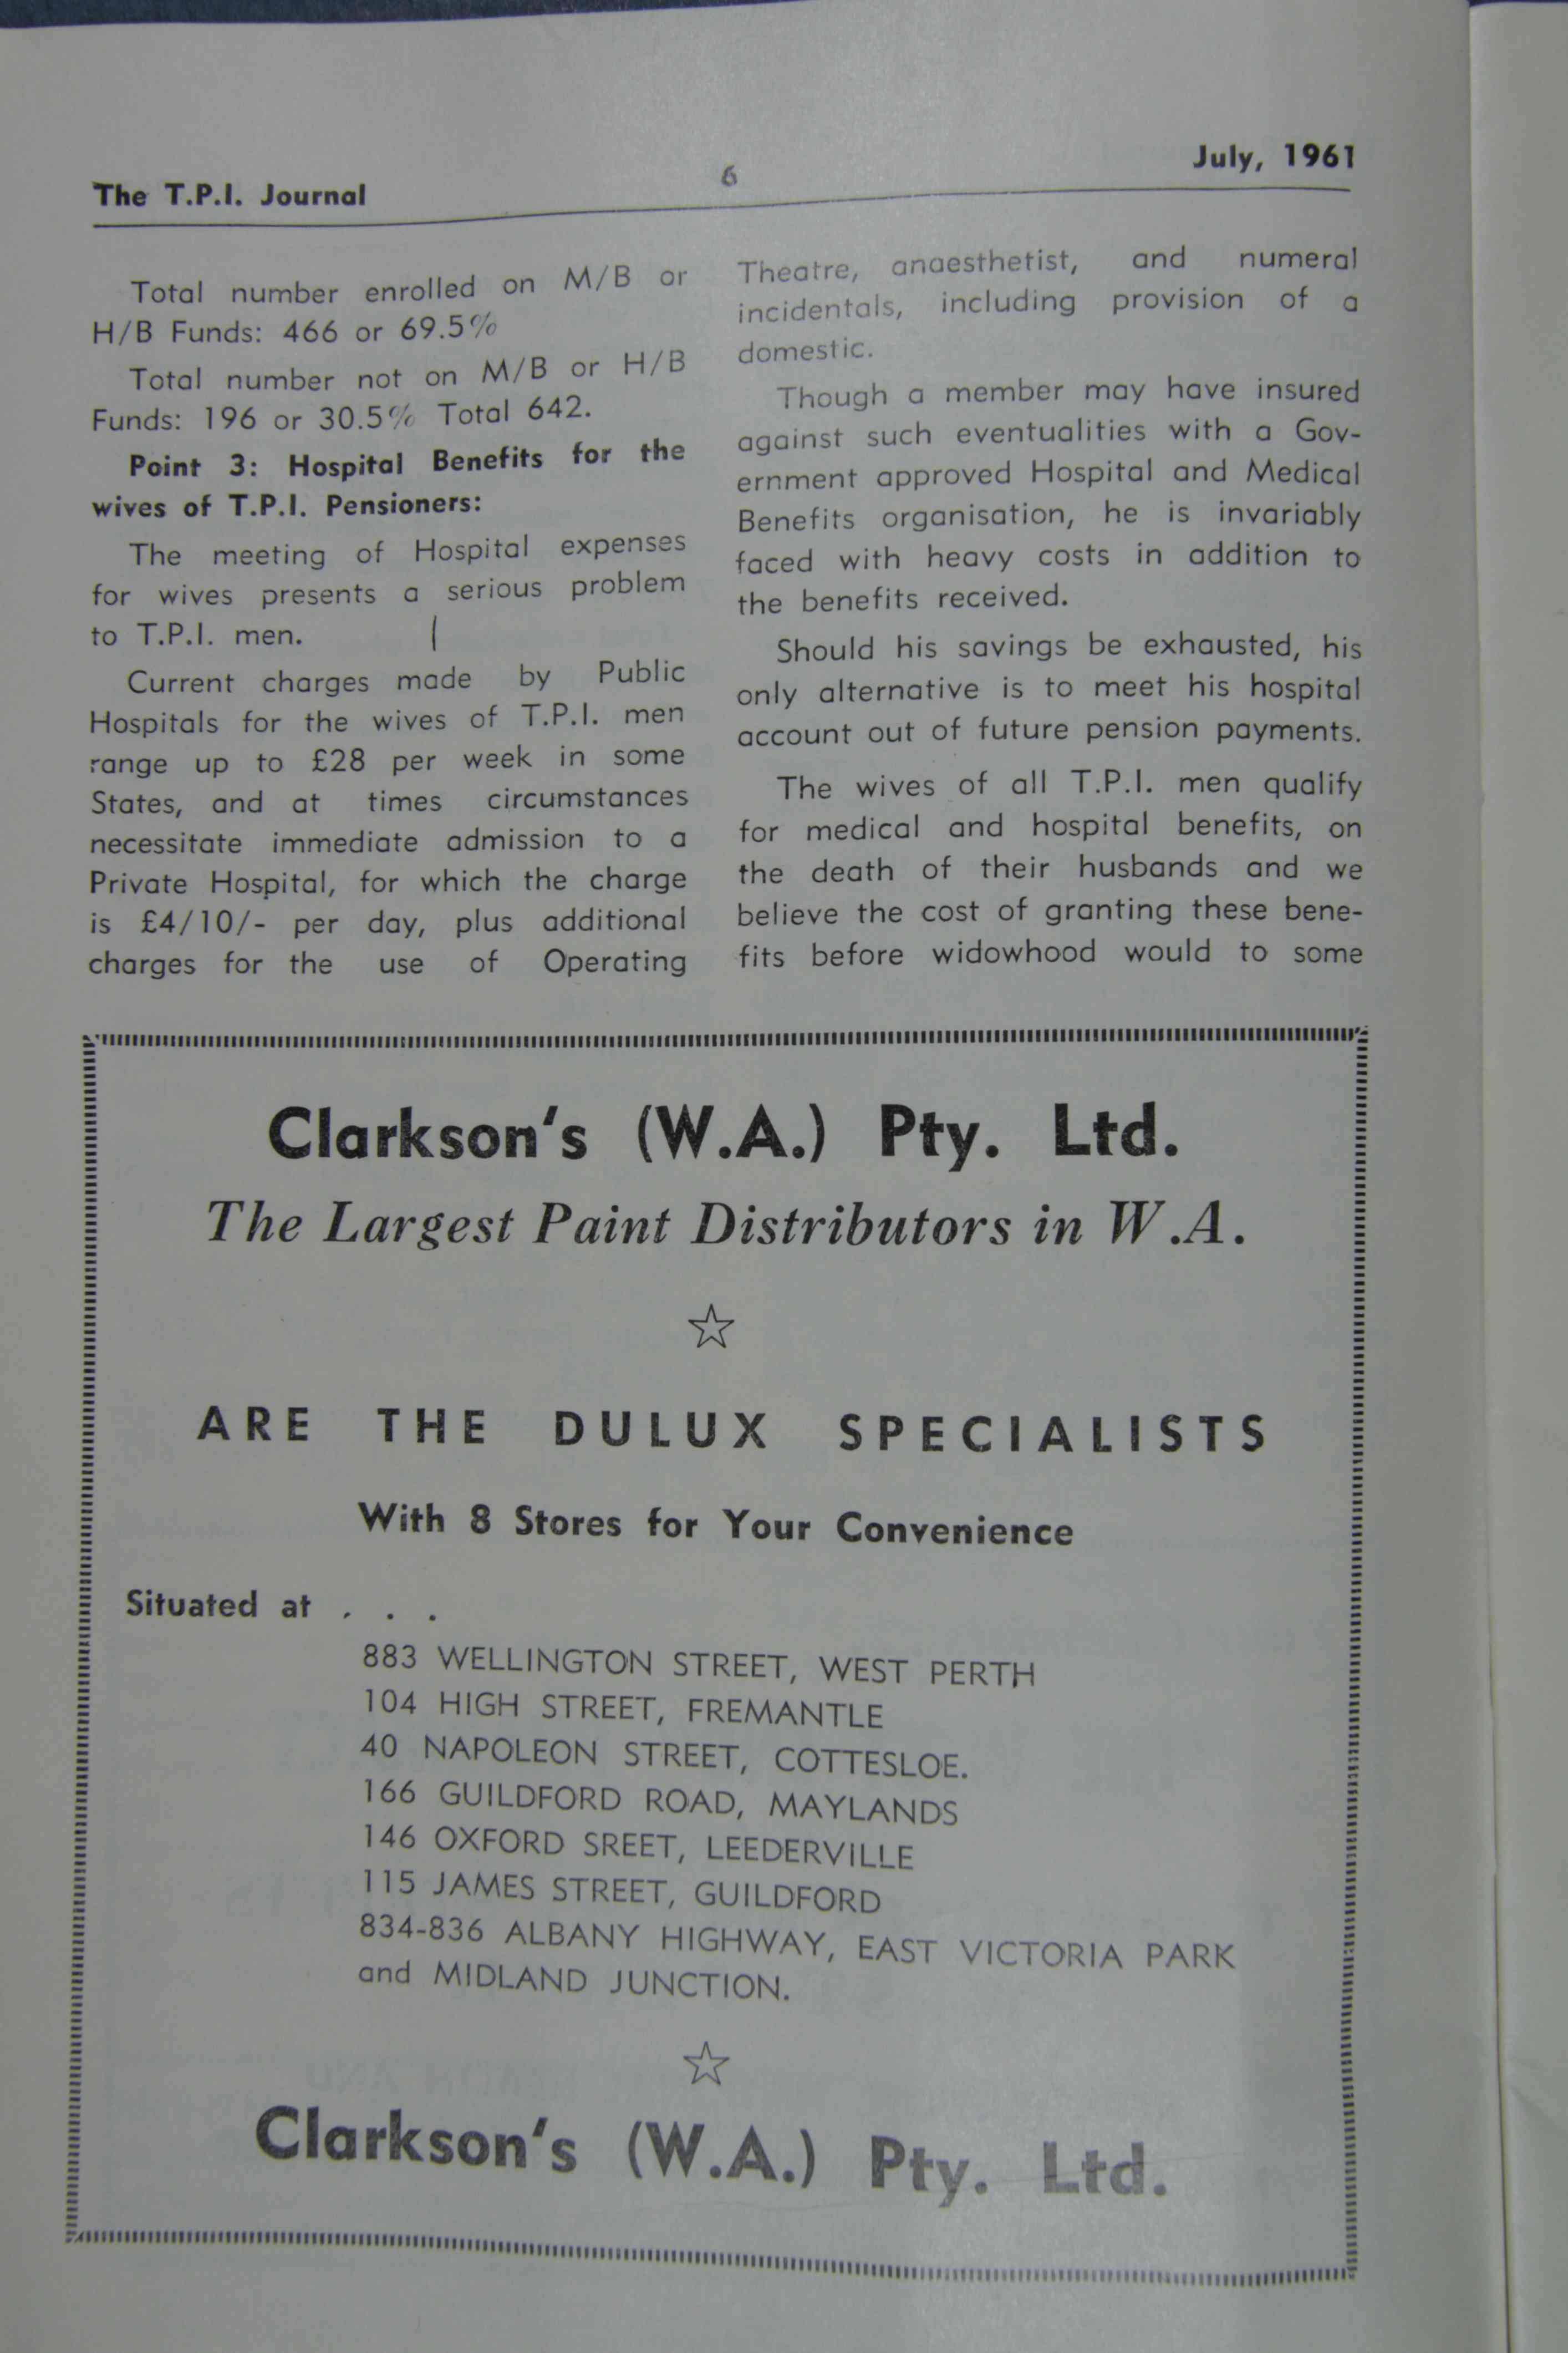 The T.P.I. Journal
6
July, 1961
Total number enrolled on M/B or
H/B Funds: 466 or 69.5%
Total number not on M/B or H/B
Funds: 196 or 30.5% Total 642.
Point 3: Hospital Benefits for the
wives of T.P.I. Pensioners:
The meeting of Hospital expenses
for wives presents a serious problem
to T.P.I. men.
Current charges made by Public
Hospitals for the wives of T.P.I. men
range up to £28 per week in some
States, and at times circumstances
necessitate immediate admission to a
Private Hospital, for which the charge
is £4/10/- per day, plus additional
charges for the use of Operating
Theatre, anaesthetist, and numeral
incidentals, including provision of a
domestic.
Though a member may have insured
against such eventualities with a Gov-
ernment approved Hospital and Medical
Benefits organisation, he is invariably
faced with heavy costs in addition to
the benefits received.
Should his savings be exhausted, his
only alternative is to meet his hospital
account out of future pension payments.
The wives of all T.P.I. men qualify
for medical and hospital benefits, on
the death of their husbands and we
believe the cost of granting these bene-
fits before widowhood would to some
Clarkson's (W.A.) Pty. Ltd.
The Largest Paint Distributors in W.A.
ARE THE DULUX SPECIALISTS
With 8 Stores for Your Convenience
Situated at . . .
883 WELLINGTON STREET, WEST PERTH
104 HIGH STREET, FREMANTLE
40 NAPOLEON STREET, COTTESLOE.
166 GUILDFORD ROAD, MAYLANDS
146 OXFORD SREET, LEEDERVILLE
115 JAMES STREET, GUILDFORD
834-836 ALBANY HIGHWAY, EAST VICTORIA PARK
and MIDLAND JUNCTION.
Clarkson's (W.A.) Pty. Ltd.